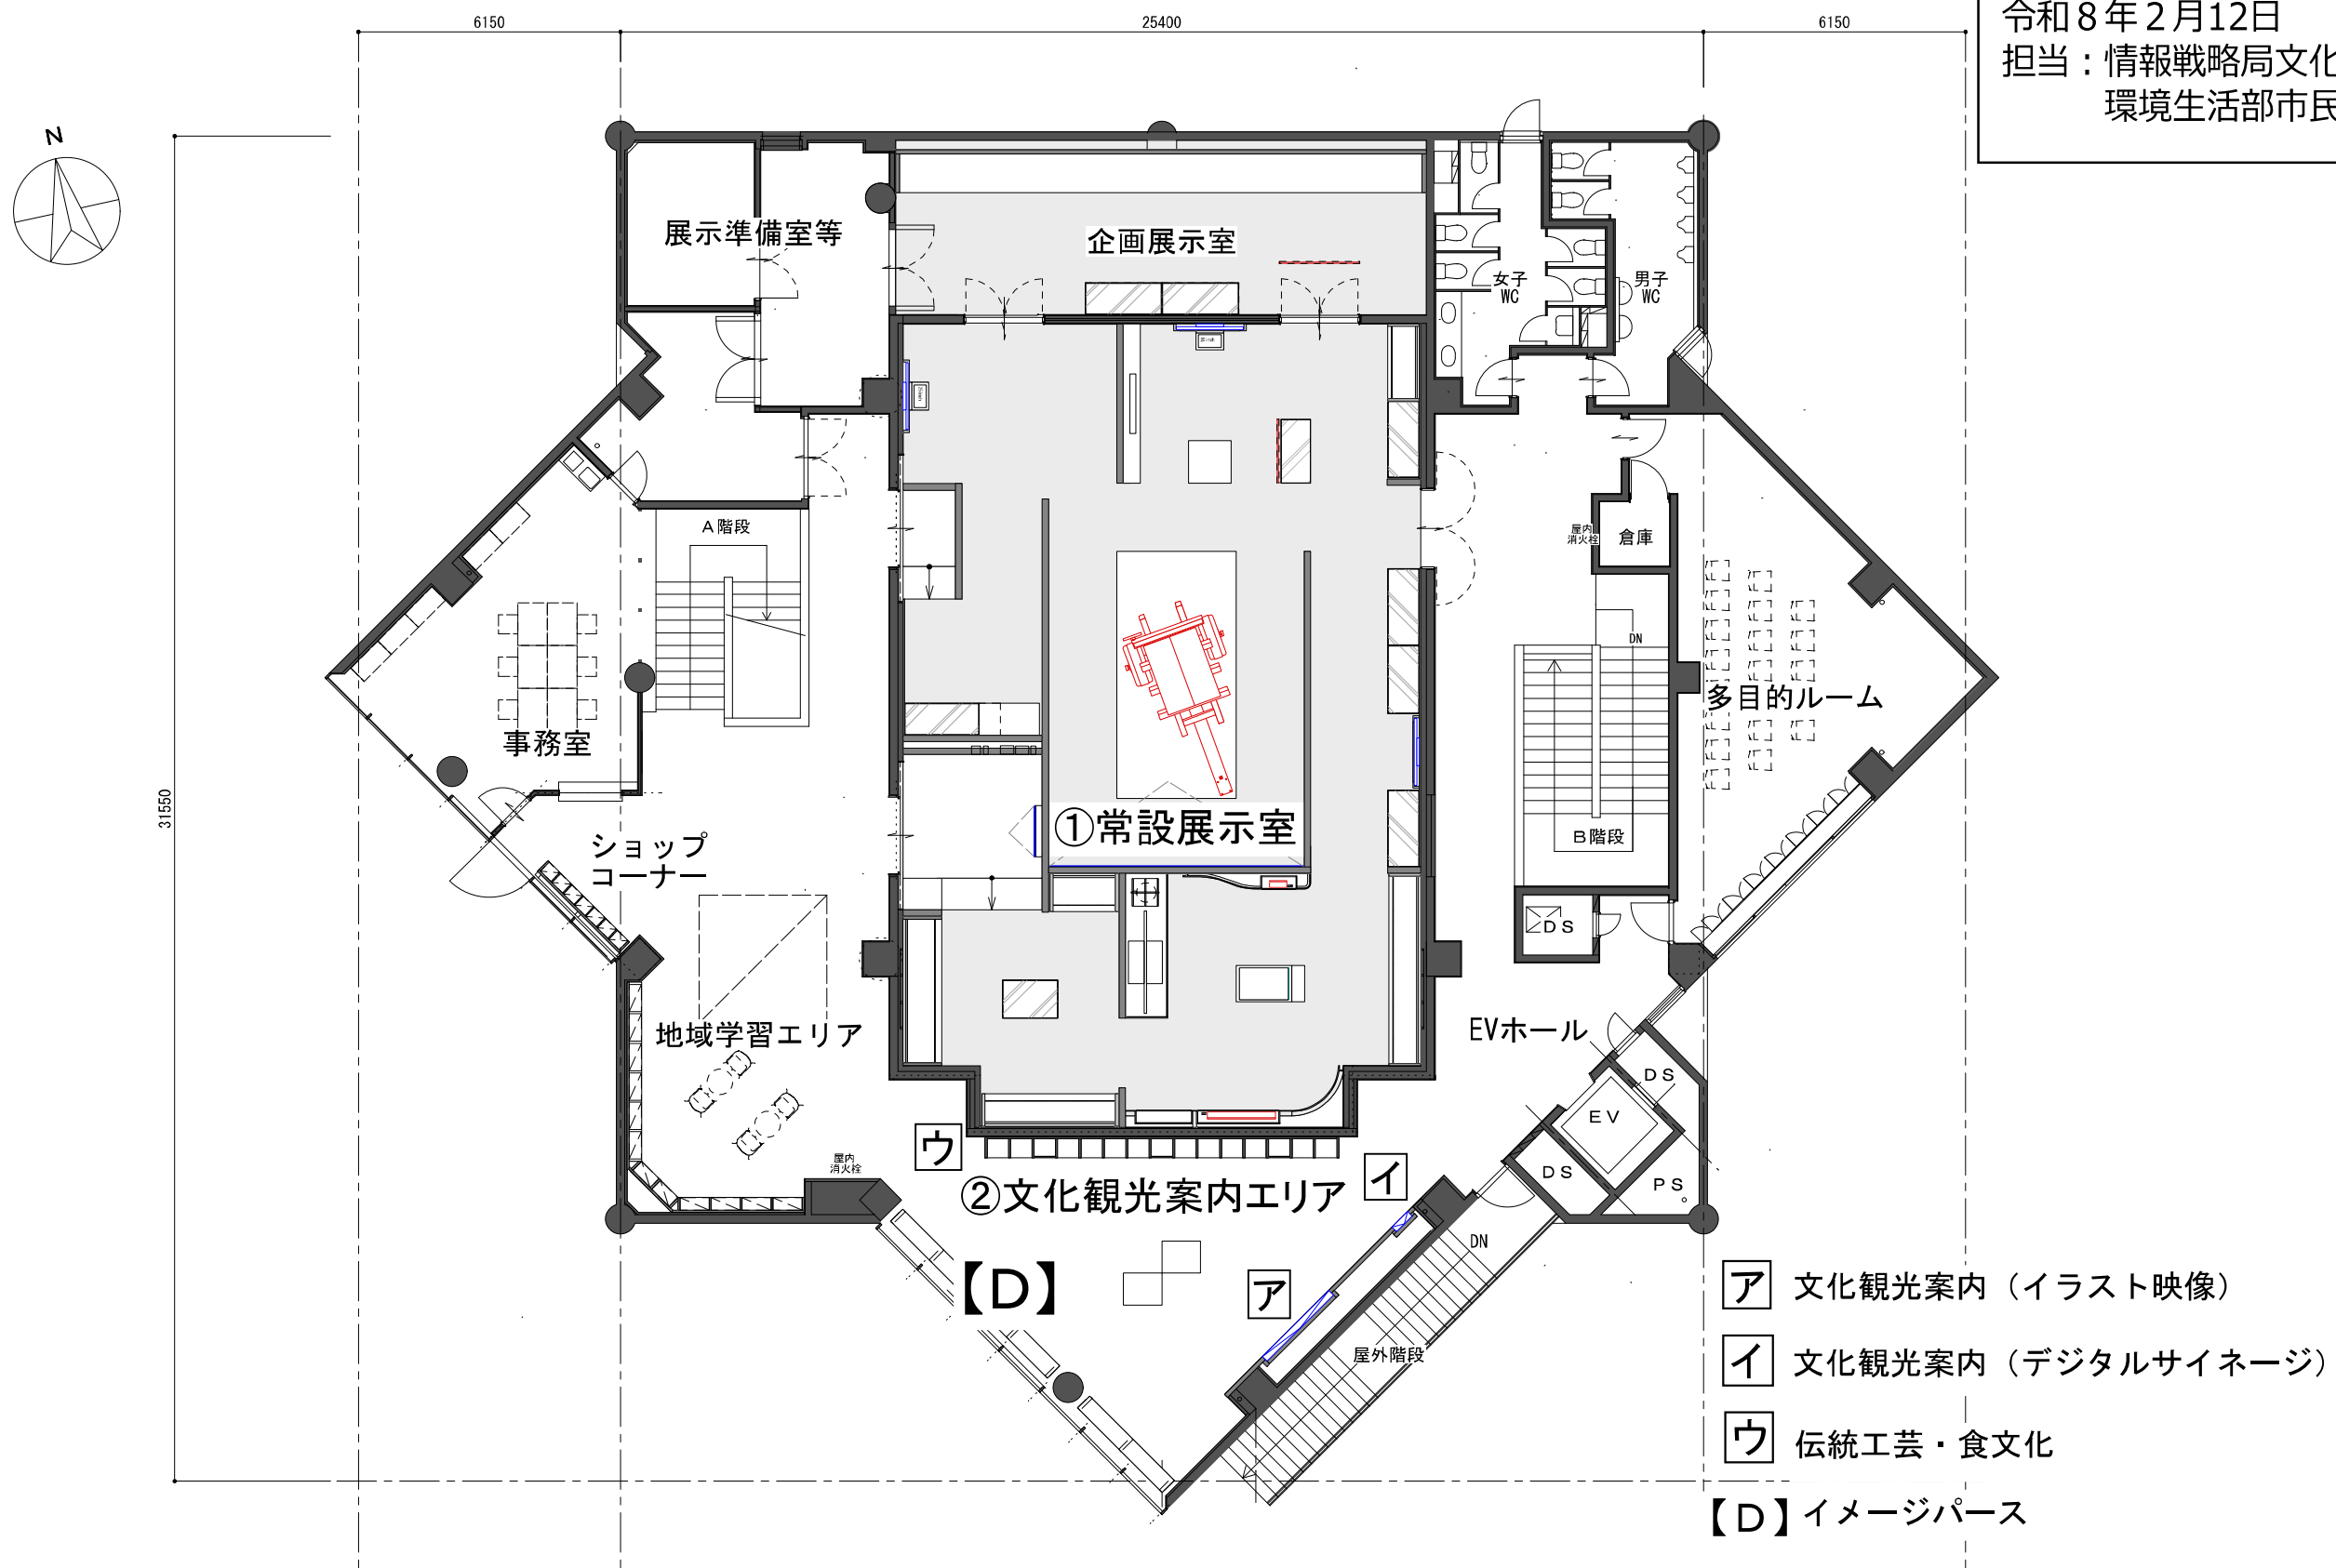 6150
25400
6150
令和８年２月12日
担当：情報戦略局文化
環境生活部市民
N
展示準備室等
企画展示室
女子
WC
男子
WC
A階段
屋内
消火栓
倉庫
DN
多目的ルーム
事務室
31550
①常設展示室
ショップ
コーナー
B階段
DS
地域学習エリア
EVホール
DS
EV
屋内
消火栓
ウ
イ
DS
PS
②文化観光案内エリア
DN
【D】
ア
屋外階段
ア 文化観光案内（イラスト映像）
イ 文化観光案内（デジタルサイネージ）
ウ 伝統工芸・食文化
【D】イメージパース